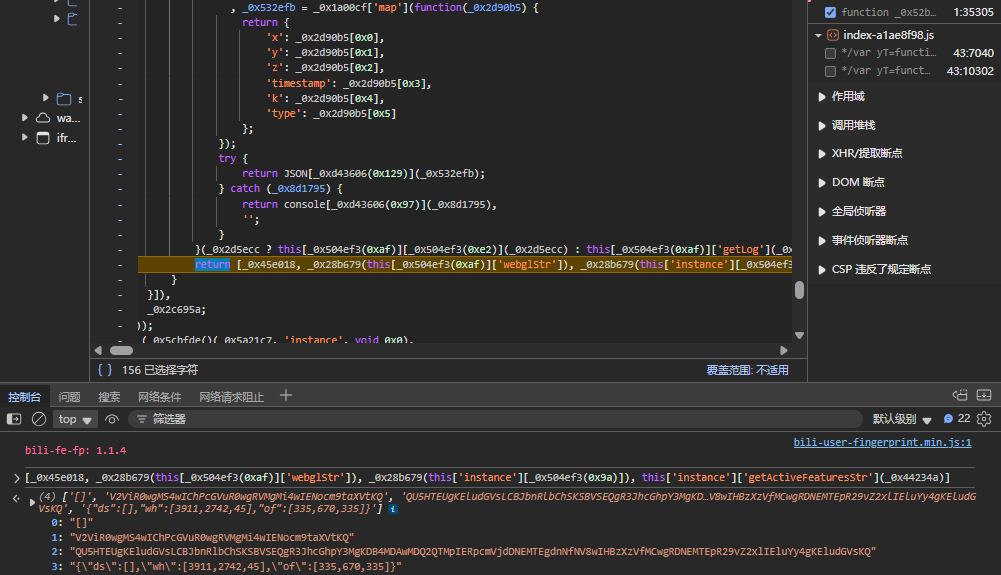 , _0x532efb = _0x1a00cf['map'](function(_0x2d90b5) {
return {
'x': _0x2d90b5[0x0],
'y': _0x2d90b5[0x1],
'z': _0x2d90b5[0x2],
'timestamp': _0x2d90b5[0x3],
'k': _0x2d90b5[0x4],
'type': _0x2d90b5[0x5]
};
});
try {
return JSON[_0xd43606(0x129)](_0x532efb);
} catch (_0x8d1795) {
return console[_0xd43606(0x97)](_0x8d1795),
'';
}
}(_0x2d5ecc ? this[_0x504ef3(0xaf)][_0x504ef3(0xe2)](_0x2d5ecc) : this[_0x504ef3(0xaf)]['getLog'](_0x
return [_0x45e018, _0x28b679(this[_0x504ef3(0xaf)]['webglStr']), _0x28b679(this['instance'][_0x504ef3
}
}]),
_0x2c695a;
));
(_0x5cbfde()(_0x5a21c7, 'instance', void 0x0),
s
wa...
ifr...
{ } 156 已选择字符
覆盖范围: 不适用
function _0x52b… 1:35305
index-a1ae8f98.js
*/var yT=functi… 43:7040
*/var yT=funct… 43:10302
作用域
调用堆栈
XHR/提取断点
DOM 断点
全局侦听器
事件侦听器断点
CSP 违反了规定断点
控制台 问题 搜索 网络条件 网络请求阻止
top 筛选器 默认级别 22
bili-fe-fp: 1.1.4 bili-user-fingerprint.min.js:1
[_0x45e018, _0x28b679(this[_0x504ef3(0xaf)]['webglStr']), _0x28b679(this['instance'][_0x504ef3(0x9a)]), this['instance']['getActiveFeaturesStr'](_0x44234a)]
(4) ['[]', 'V2ViR0wgMS4wIChPcGVuR0wgRVMgMi4wIENocm9taXVtKQ', 'QU5HTEUgKEludGVsLCBJbnRlbChSKSBVSEQgR3JhcGhpY3MgKD…V8wIHBzXzVfMCwgRDNEMTEpR29vZ2xlIEluYy4gKEludG
VsKQ', '{"ds":[],"wh":[3911,2742,45],"of":[335,670,335]}']
0: "[]"
1: "V2ViR0wgMS4wIChPcGVuR0wgRVMgMi4wIENocm9taXVtKQ"
2: "QU5HTEUgKEludGVsLCBJbnRlbChSKSBVSEQgR3JhcGhpY3MgKDB4MDAwMDQ2QTMpIERpcmVjdDNEMTEgdnNfNV8wIHBzXzVfMCwgRDNEMTEpR29vZ2xlIEluYy4gKEludGVsKQ"
3: "{\"ds\":[],\"wh\":[3911,2742,45],\"of\":[335,670,335]}"